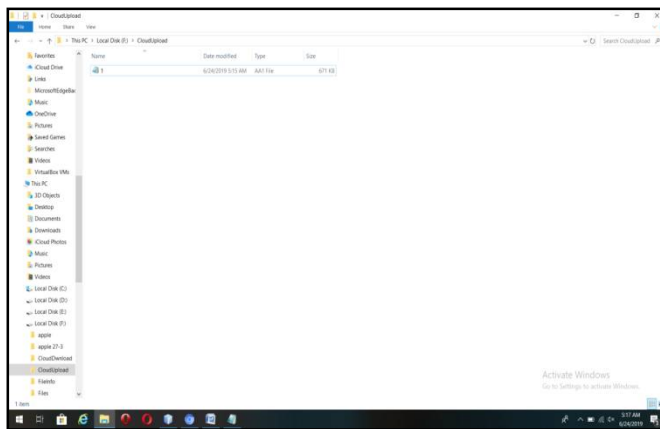 CloudUpload
File Home Share View
This PC › Local Disk (F:) › CloudUpload
Search CloudUpload
Name Date modified Type Size
1 6/24/2019 5:15 AM AA1 File 671 KB
Favorites
iCloud Drive
Links
MicrosoftEdgeBac
Music
OneDrive
Pictures
Saved Games
Searches
Videos
VirtualBox VMs
This PC
3D Objects
Desktop
Documents
Downloads
iCloud Photos
Music
Pictures
Videos
Local Disk (C:)
Local Disk (D:)
Local Disk (E:)
Local Disk (F:)
apple
apple 27-3
CloudDwnload
CloudUpload
FileInfo
Files
1 item
Activate Windows
Go to Settings to activate Windows.
5:17 AM
6/24/2019